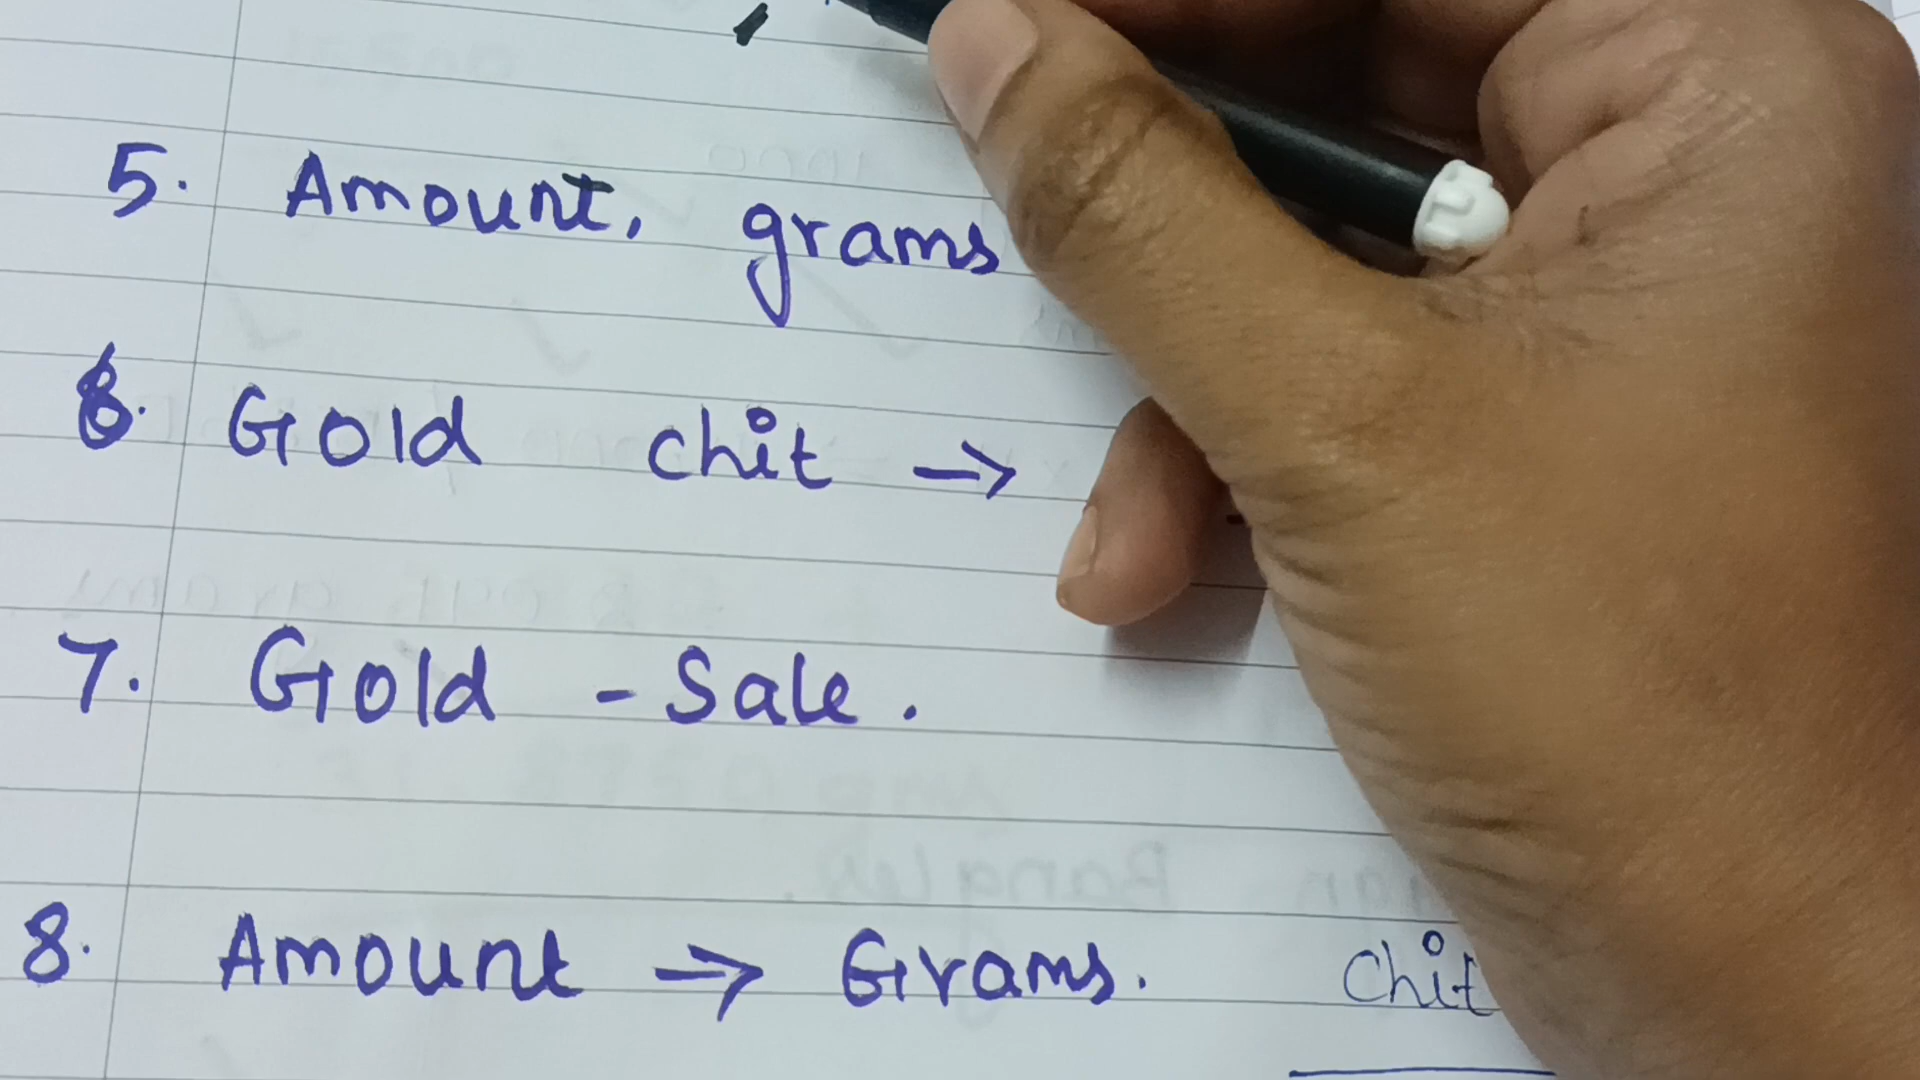 5. Amount, grams
6. Gold chit →
7. Gold - Sale.
8. Amount → Grams. Chit